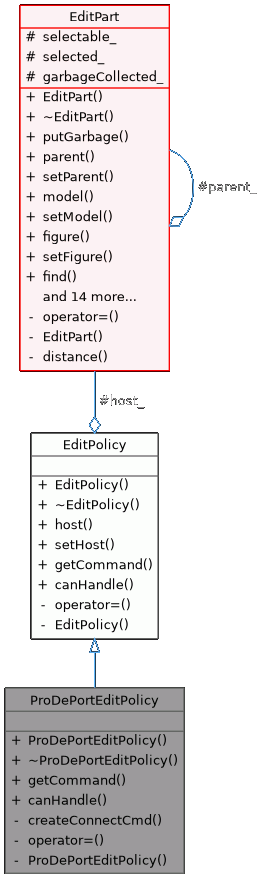 EditPart
# selectable_
# selected_
# garbageCollected_
+ EditPart()
+ ~EditPart()
+ putGarbage()
+ parent()
+ setParent()
+ model()
+ setModel()
+ figure()
+ setFigure()
+ find()
and 14 more...
- operator=()
- EditPart()
- distance()
#parent_
#host_
EditPolicy
+ EditPolicy()
+ ~EditPolicy()
+ host()
+ setHost()
+ getCommand()
+ canHandle()
- operator=()
- EditPolicy()
ProDePortEditPolicy
+ ProDePortEditPolicy()
+ ~ProDePortEditPolicy()
+ getCommand()
+ canHandle()
- createConnectCmd()
- operator=()
- ProDePortEditPolicy()